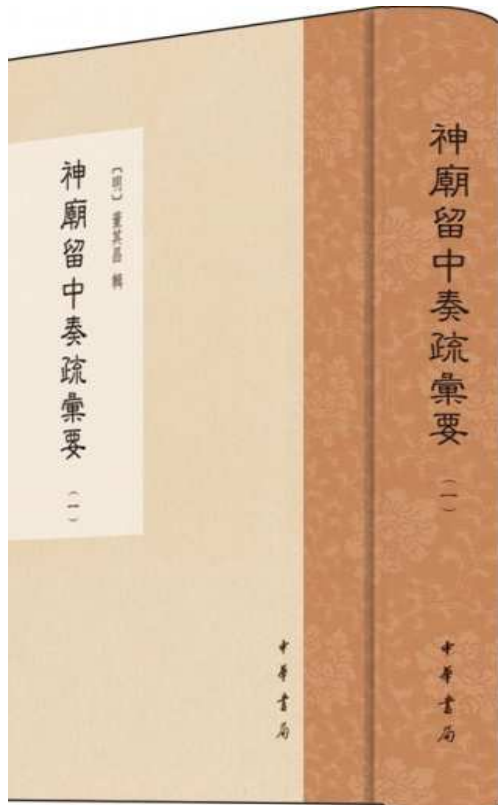 神廟留中奏疏彙要
（一）
中華書局
〔明〕董其昌 輯
神廟留中奏疏彙要
（一）
中華書局